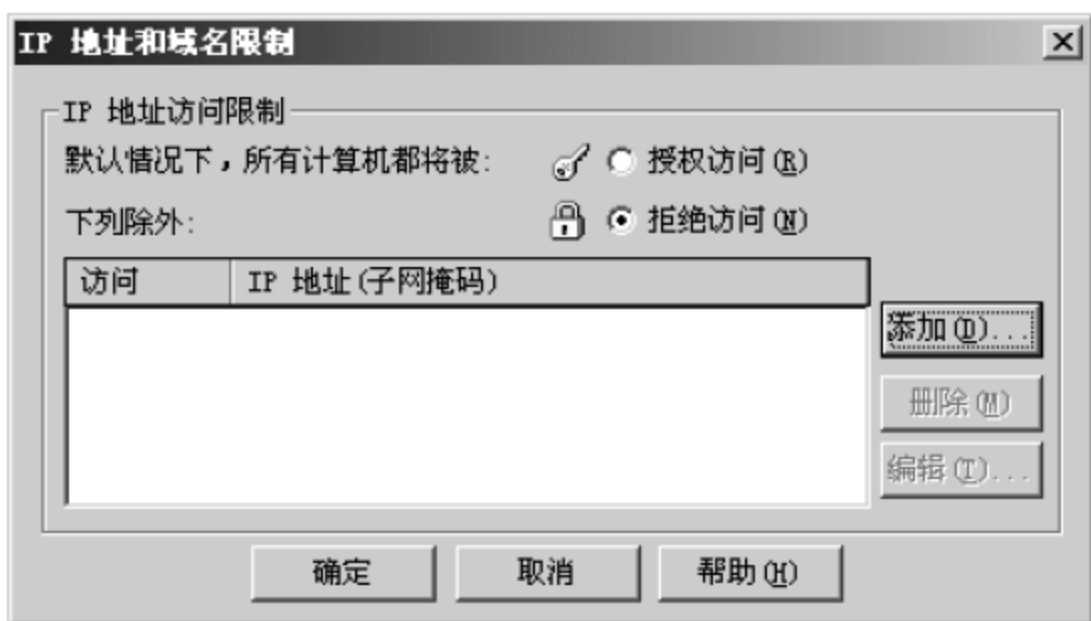 IP 地址和域名限制
IP 地址访问限制
默认情况下，所有计算机都将被： 授权访问(R)
下列除外： 拒绝访问(N)
访问 IP 地址(子网掩码)
添加(D)...
删除(M)
编辑(T)...
确定 取消 帮助(H)